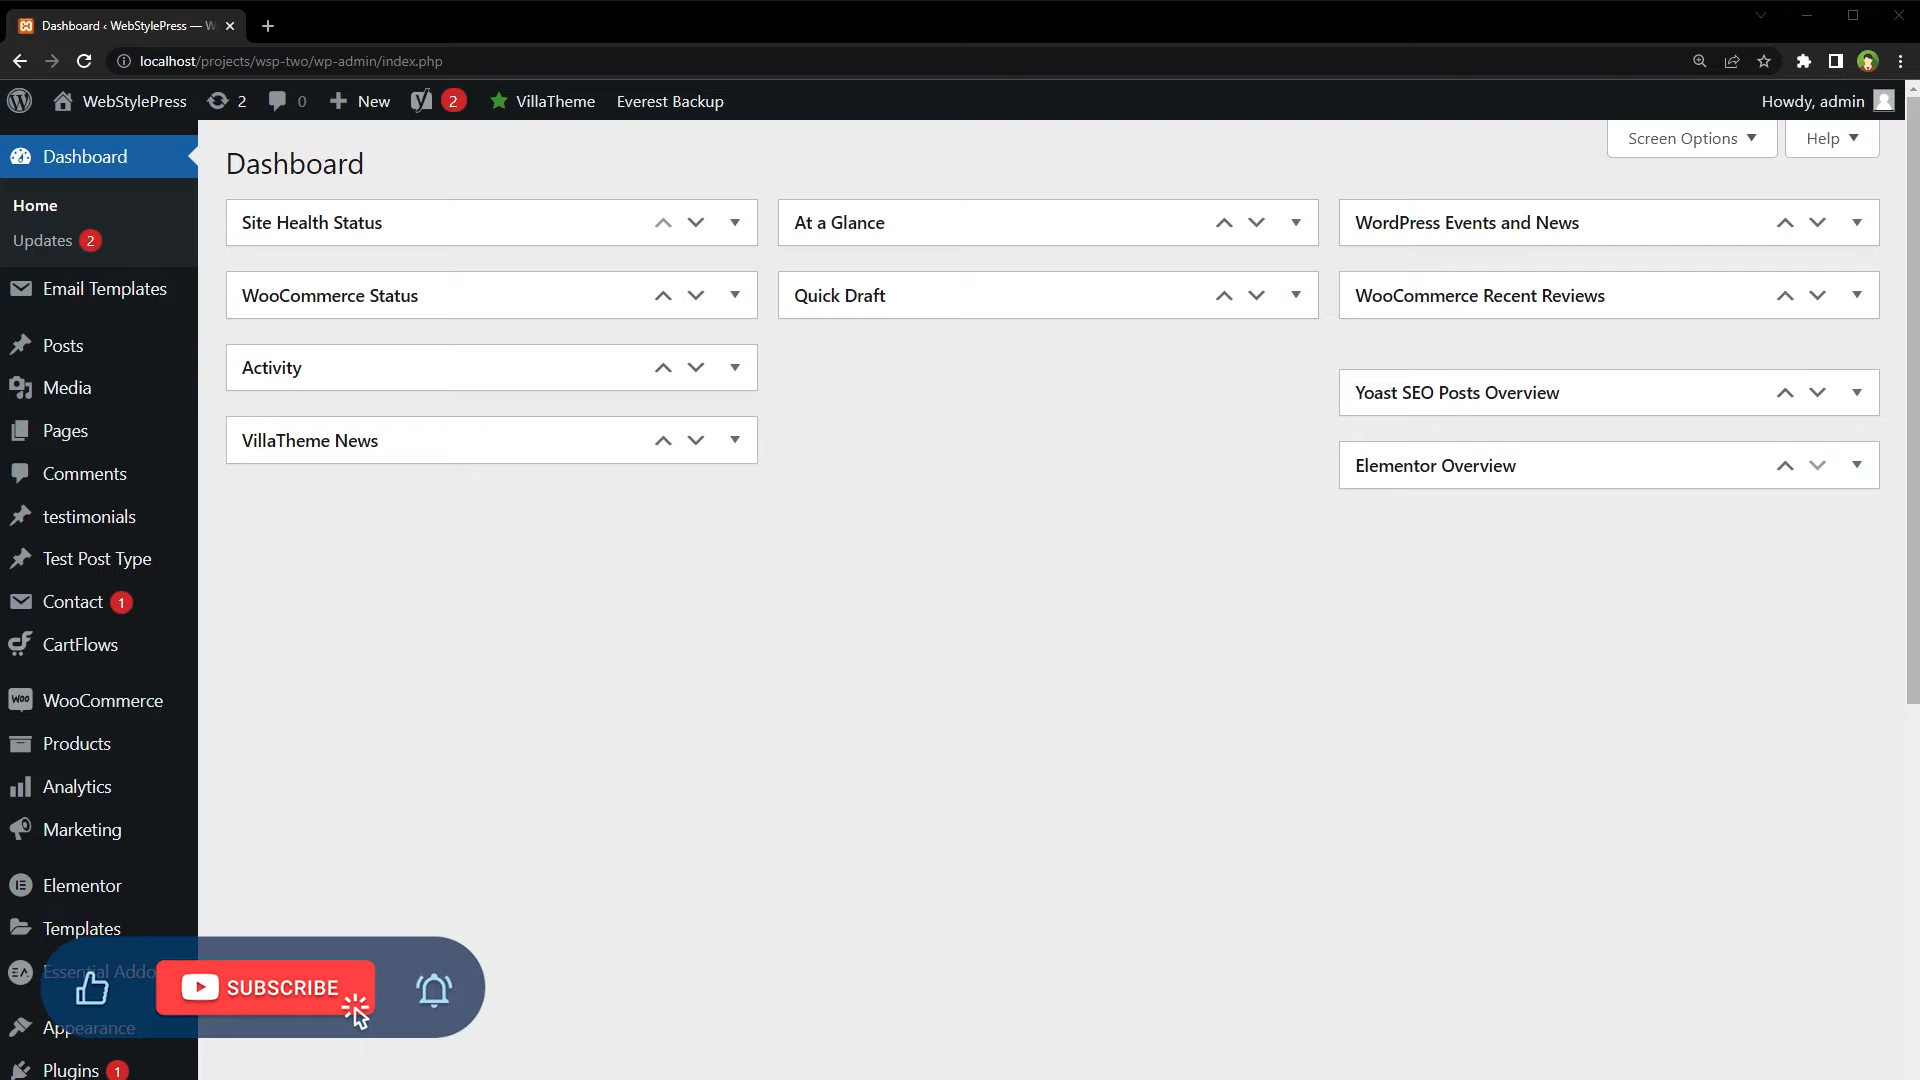 Dashboard ‹ WebStylePress — W
localhost/projects/wsp-two/wp-admin/index.php
WebStylePress 2 0 New 2 VillaTheme Everest Backup Howdy, admin
Screen Options Help
Dashboard
Home
Updates 2
Email Templates
Posts
Media
Pages
Comments
testimonials
Test Post Type
Contact 1
CartFlows
WooCommerce
Products
Analytics
Marketing
Elementor
Templates
Essential Addo
Appearance
Plugins 1
Dashboard
Site Health Status
WooCommerce Status
Activity
VillaTheme News
At a Glance
Quick Draft
WordPress Events and News
WooCommerce Recent Reviews
Yoast SEO Posts Overview
Elementor Overview
SUBSCRIBE